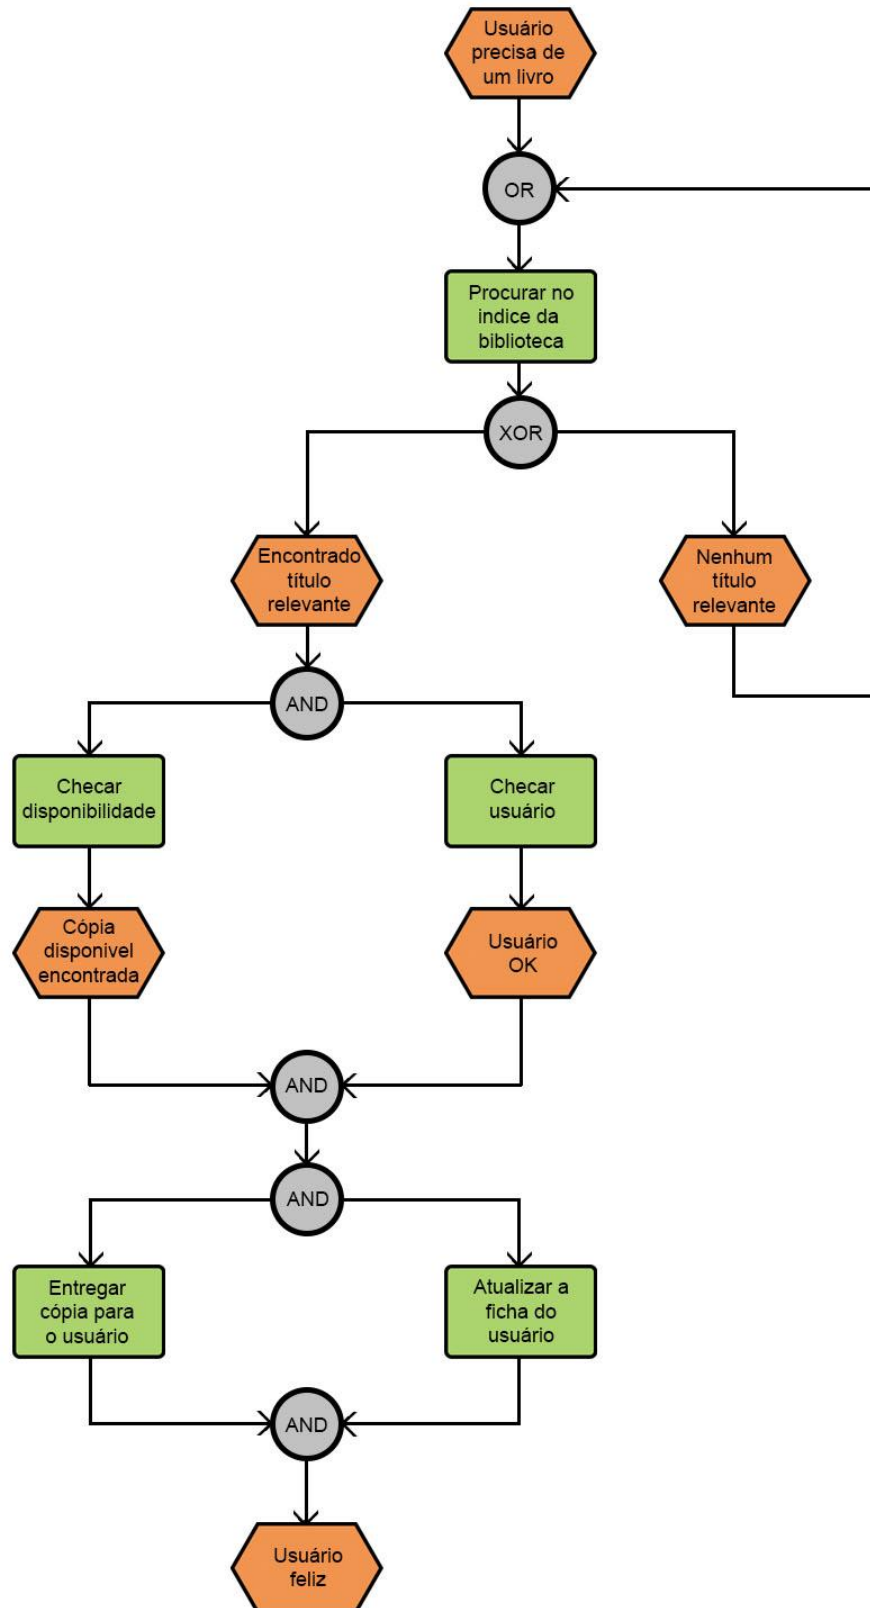 Usuário
precisa de
um livro
OR
Procurar no
indice da
biblioteca
XOR
Encontrado
título
relevante
Nenhum
título
relevante
AND
Checar
disponibilidade
Checar
usuário
Cópia
disponivel
encontrada
Usuário
OK
AND
AND
Entregar
cópia para
o usuário
Atualizar a
ficha do
usuário
AND
Usuário
feliz